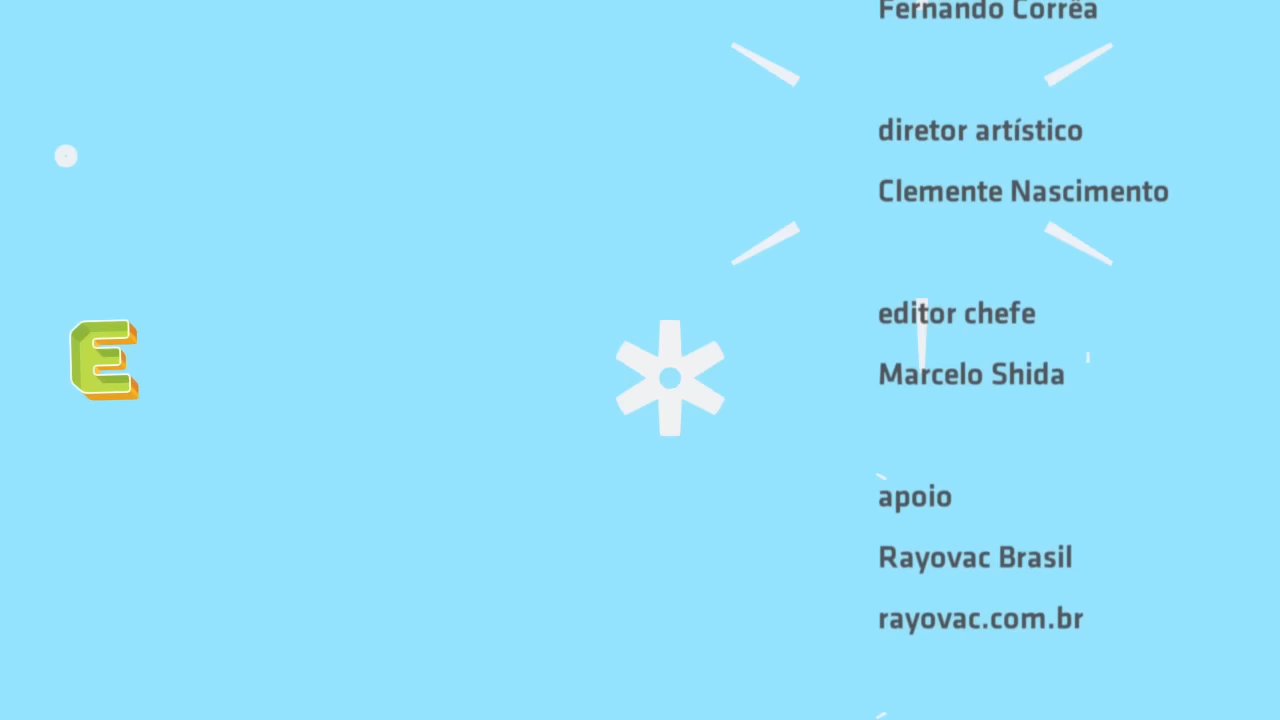 Fernando Corrêa
diretor artístico
Clemente Nascimento
E
editor chefe
Marcelo Shida
apoio
Rayovac Brasil
rayovac.com.br